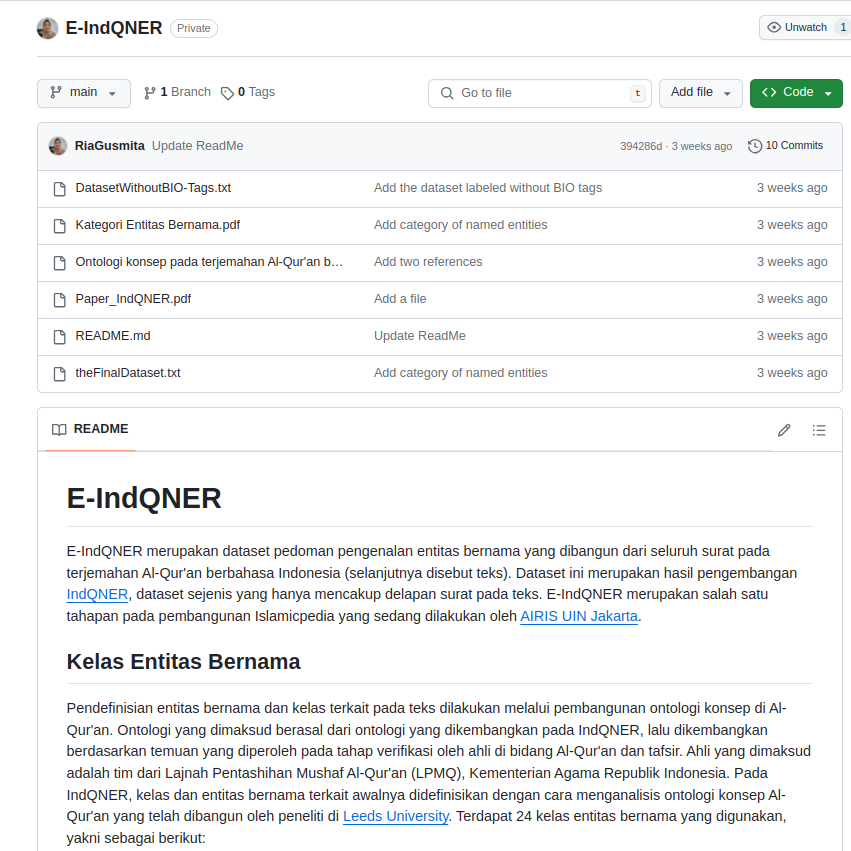 E-IndQNER Private Unwatch 1
main 1 Branch 0 Tags Go to file t Add file Code
RiaGusmita Update ReadMe 394286d · 3 weeks ago 10 Commits
DatasetWithoutBIO-Tags.txt Add the dataset labeled without BIO tags 3 weeks ago
Kategori Entitas Bernama.pdf Add category of named entities 3 weeks ago
Ontologi konsep pada terjemahan Al-Qur'an b... Add two references 3 weeks ago
Paper_IndQNER.pdf Add a file 3 weeks ago
README.md Update ReadMe 3 weeks ago
theFinalDataset.txt Add category of named entities 3 weeks ago
README
E-IndQNER
E-IndQNER merupakan dataset pedoman pengenalan entitas bernama yang dibangun dari seluruh surat pada
terjemahan Al-Qur'an berbahasa Indonesia (selanjutnya disebut teks). Dataset ini merupakan hasil pengembangan
IndQNER, dataset sejenis yang hanya mencakup delapan surat pada teks. E-IndQNER merupakan salah satu
tahapan pada pembangunan Islamicpedia yang sedang dilakukan oleh AIRIS UIN Jakarta.
Kelas Entitas Bernama
Pendefinisian entitas bernama dan kelas terkait pada teks dilakukan melalui pembangunan ontologi konsep di Al-
Qur'an. Ontologi yang dimaksud berasal dari ontologi yang dikembangkan pada IndQNER, lalu dikembangkan
berdasarkan temuan yang diperoleh pada tahap verifikasi oleh ahli di bidang Al-Qur'an dan tafsir. Ahli yang dimaksud
adalah tim dari Lajnah Pentashihan Mushaf Al-Qur'an (LPMQ), Kementerian Agama Republik Indonesia. Pada
IndQNER, kelas dan entitas bernama terkait awalnya didefinisikan dengan cara menganalisis ontologi konsep Al-
Qur'an yang telah dibangun oleh peneliti di Leeds University. Terdapat 24 kelas entitas bernama yang digunakan,
yakni sebagai berikut: